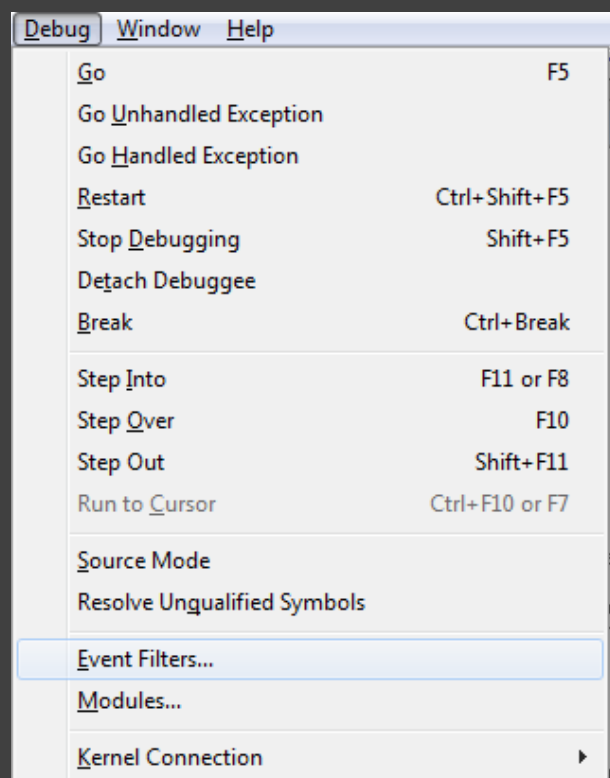 Debug Window Help
Go F5
Go Unhandled Exception
Go Handled Exception
Restart Ctrl+Shift+F5
Stop Debugging Shift+F5
Detach Debuggee
Break Ctrl+Break
Step Into F11 or F8
Step Over F10
Step Out Shift+F11
Run to Cursor Ctrl+F10 or F7
Source Mode
Resolve Unqualified Symbols
Event Filters...
Modules...
Kernel Connection